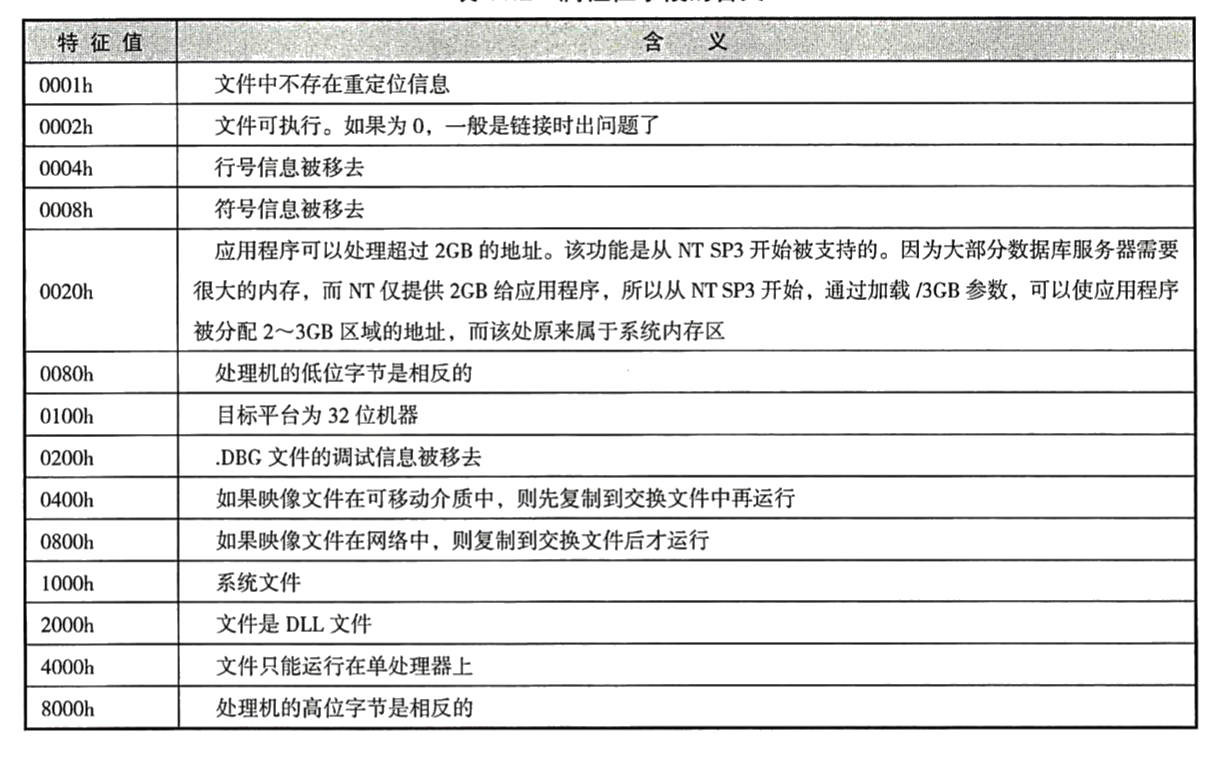 特 征 值 含 义
0001h 文件中不存在重定位信息
0002h 文件可执行。如果为 0，一般是链接时出问题了
0004h 行号信息被移去
0008h 符号信息被移去
应用程序可以处理超过 2GB 的地址。该功能是从 NT SP3 开始被支持的。因为大部分数据库服务器需要
0020h 很大的内存，而 NT 仅提供 2GB 给应用程序，所以从 NT SP3 开始，通过加载 /3GB 参数，可以使应用程序
被分配 2～3GB 区域的地址，而该处原来属于系统内存区
0080h 处理机的低位字节是相反的
0100h 目标平台为 32 位机器
0200h .DBG 文件的调试信息被移去
0400h 如果映像文件在可移动介质中，则先复制到交换文件中再运行
0800h 如果映像文件在网络中，则复制到交换文件后才运行
1000h 系统文件
2000h 文件是 DLL 文件
4000h 文件只能运行在单处理器上
8000h 处理机的高位字节是相反的